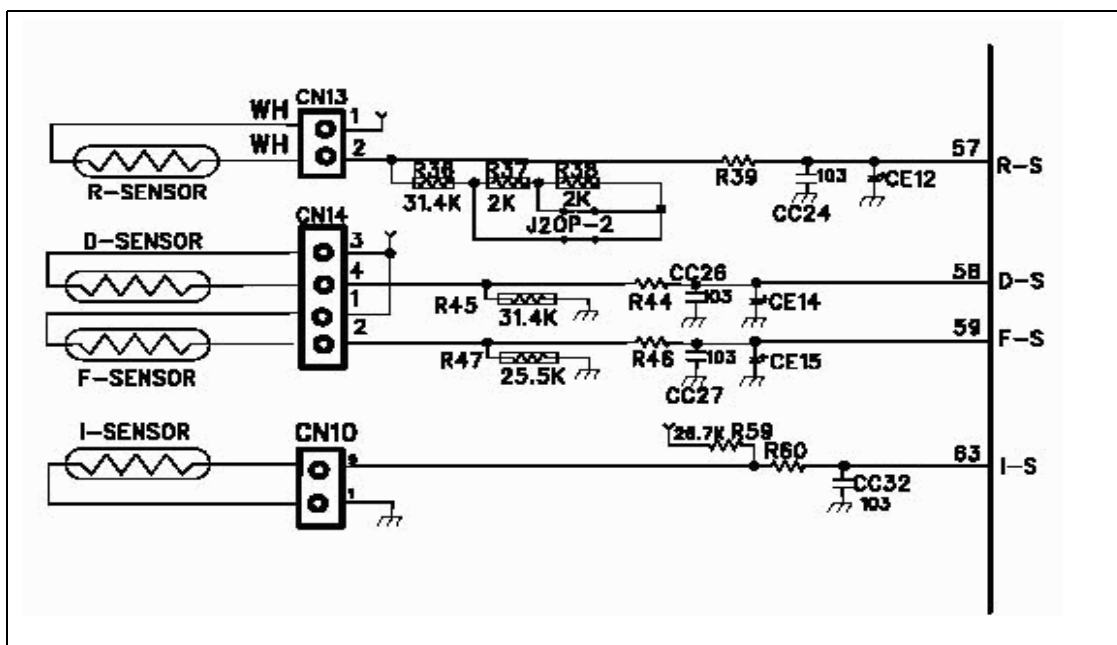 WH CN13 1
WH 2
R-SENSOR
R36 R37 R38
31.4K 2K 2K
J2OP-2
R39 103 CE12 57 R-S
CC24
D-SENSOR CN14 3
4
1
2
R45 31.4K R44 CC26 103 CE14 58 D-S
F-SENSOR
R47 25.5K R46 103 CE15 59 F-S
CC27
I-SENSOR CN10
1
26.7K R59
R60 63 I-S
CC32
103